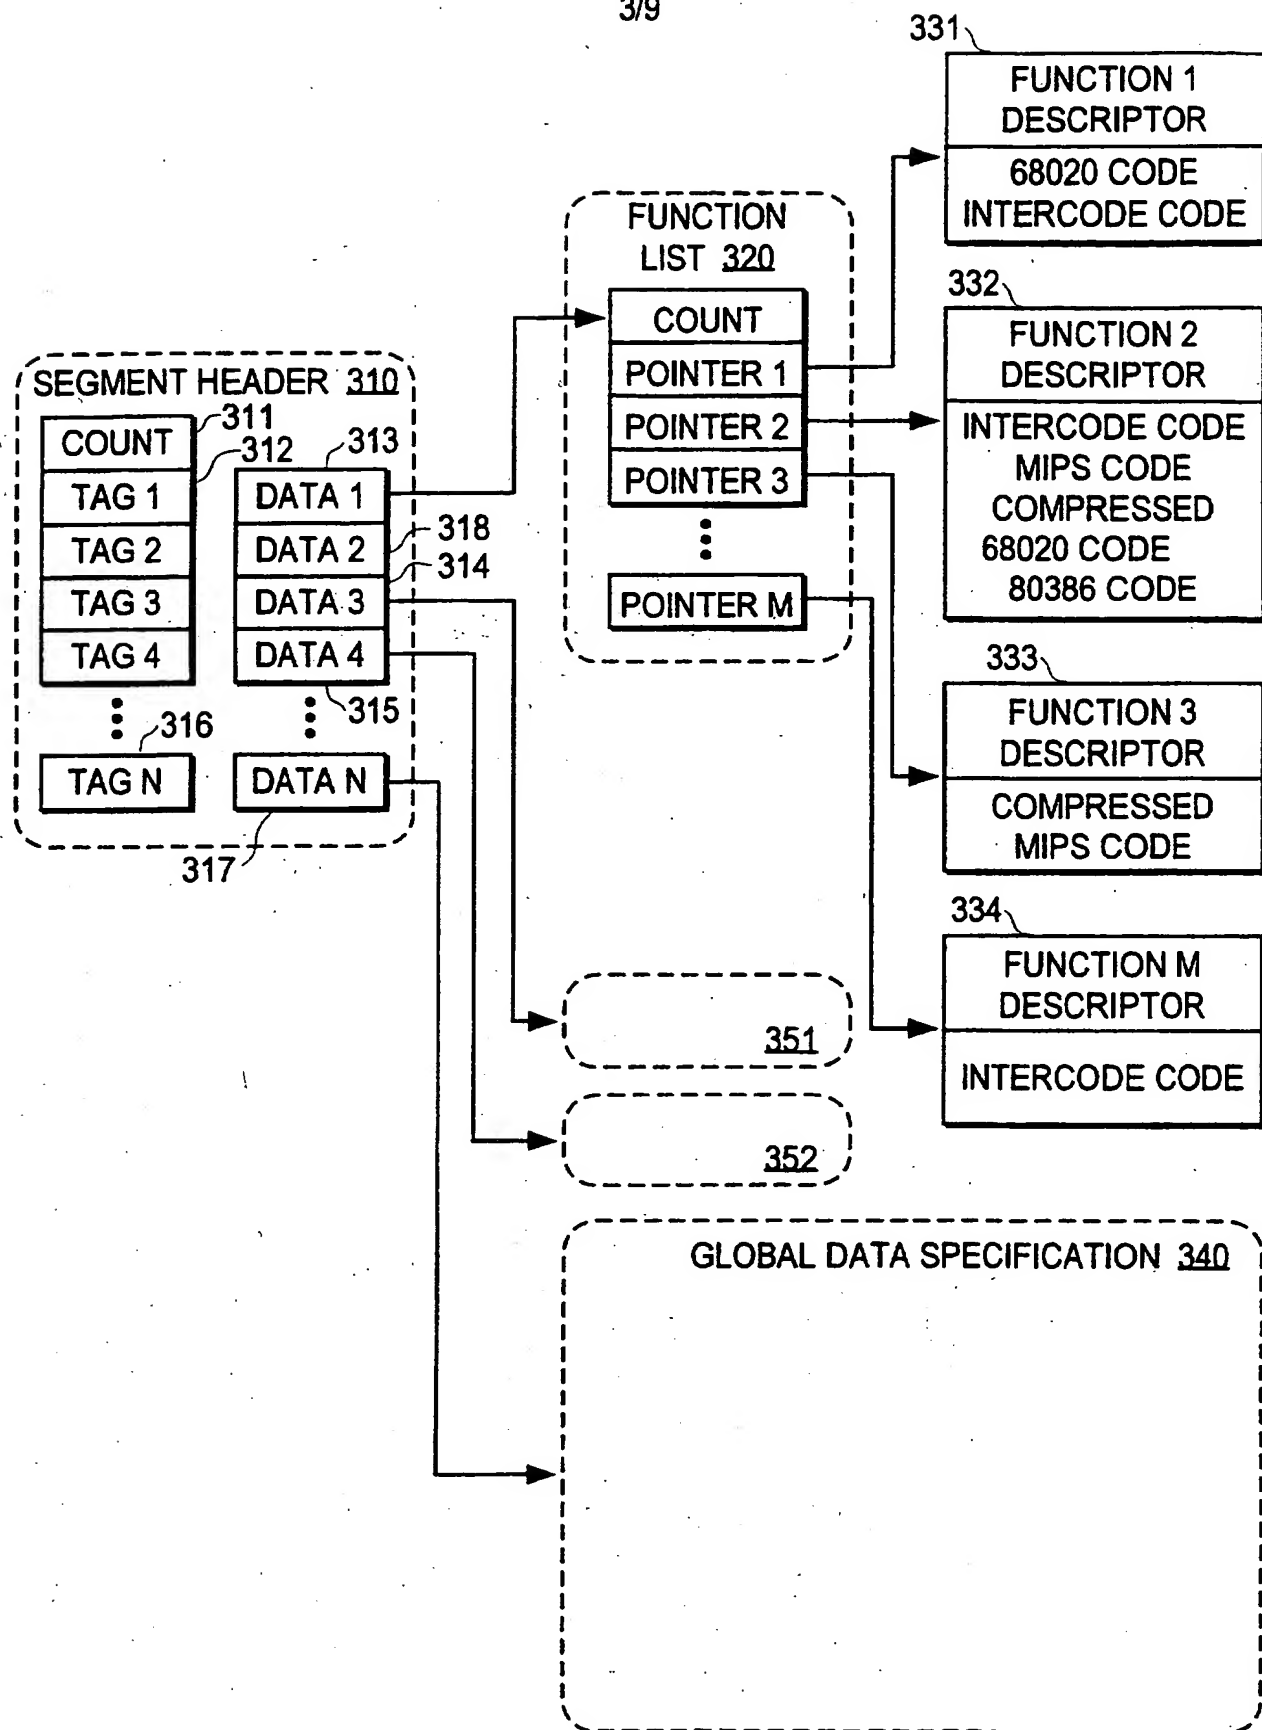 3/9
331
FUNCTION 1
DESCRIPTOR
68020 CODE
INTERCODE CODE
FUNCTION
LIST 320
COUNT
POINTER 1
POINTER 2
POINTER 3
POINTER M
332
FUNCTION 2
DESCRIPTOR
INTERCODE CODE
MIPS CODE
COMPRESSED
68020 CODE
80386 CODE
SEGMENT HEADER 310
311
COUNT
312
313
TAG 1
DATA 1
318
TAG 2
DATA 2
314
TAG 3
DATA 3
TAG 4
DATA 4
315
316
TAG N
DATA N
317
333
FUNCTION 3
DESCRIPTOR
COMPRESSED
MIPS CODE
334
FUNCTION M
DESCRIPTOR
INTERCODE CODE
351
352
GLOBAL DATA SPECIFICATION 340